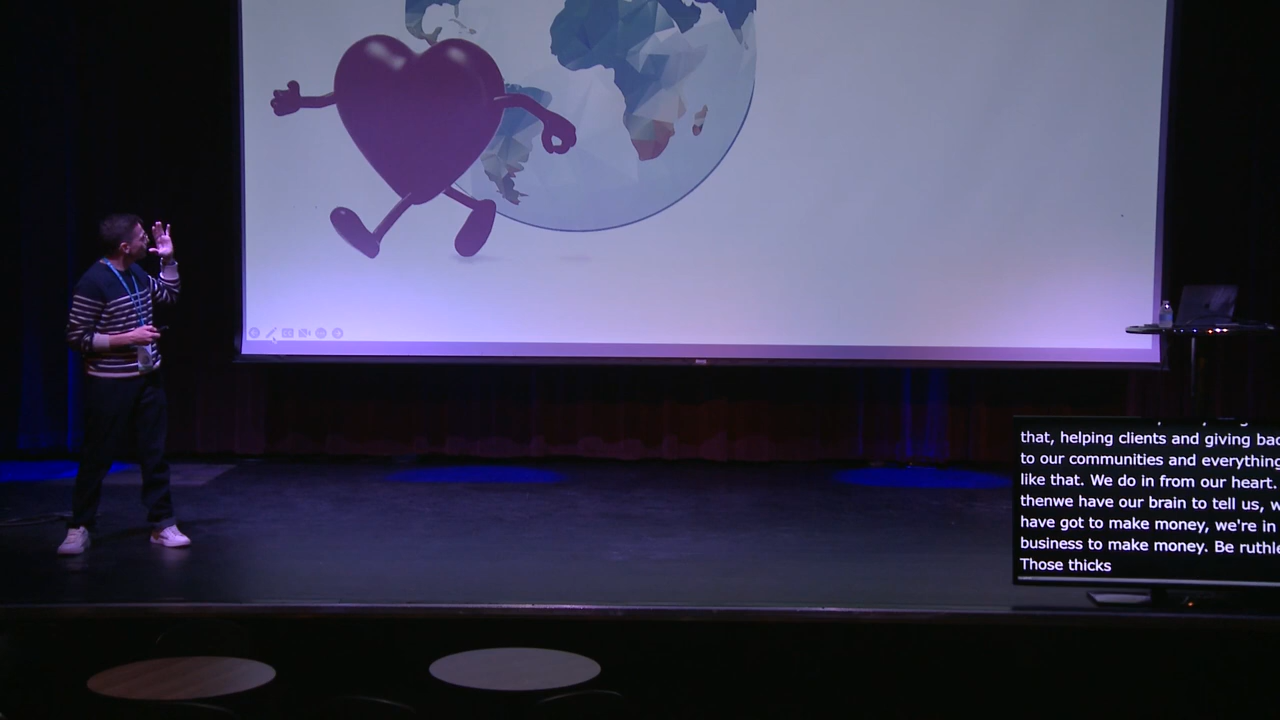 that, helping clients and giving
to our communities and everything
like that. We do in from our heart.
thenwe have our brain to tell us,
have got to make money, we're in
business to make money. Be
Those thicks